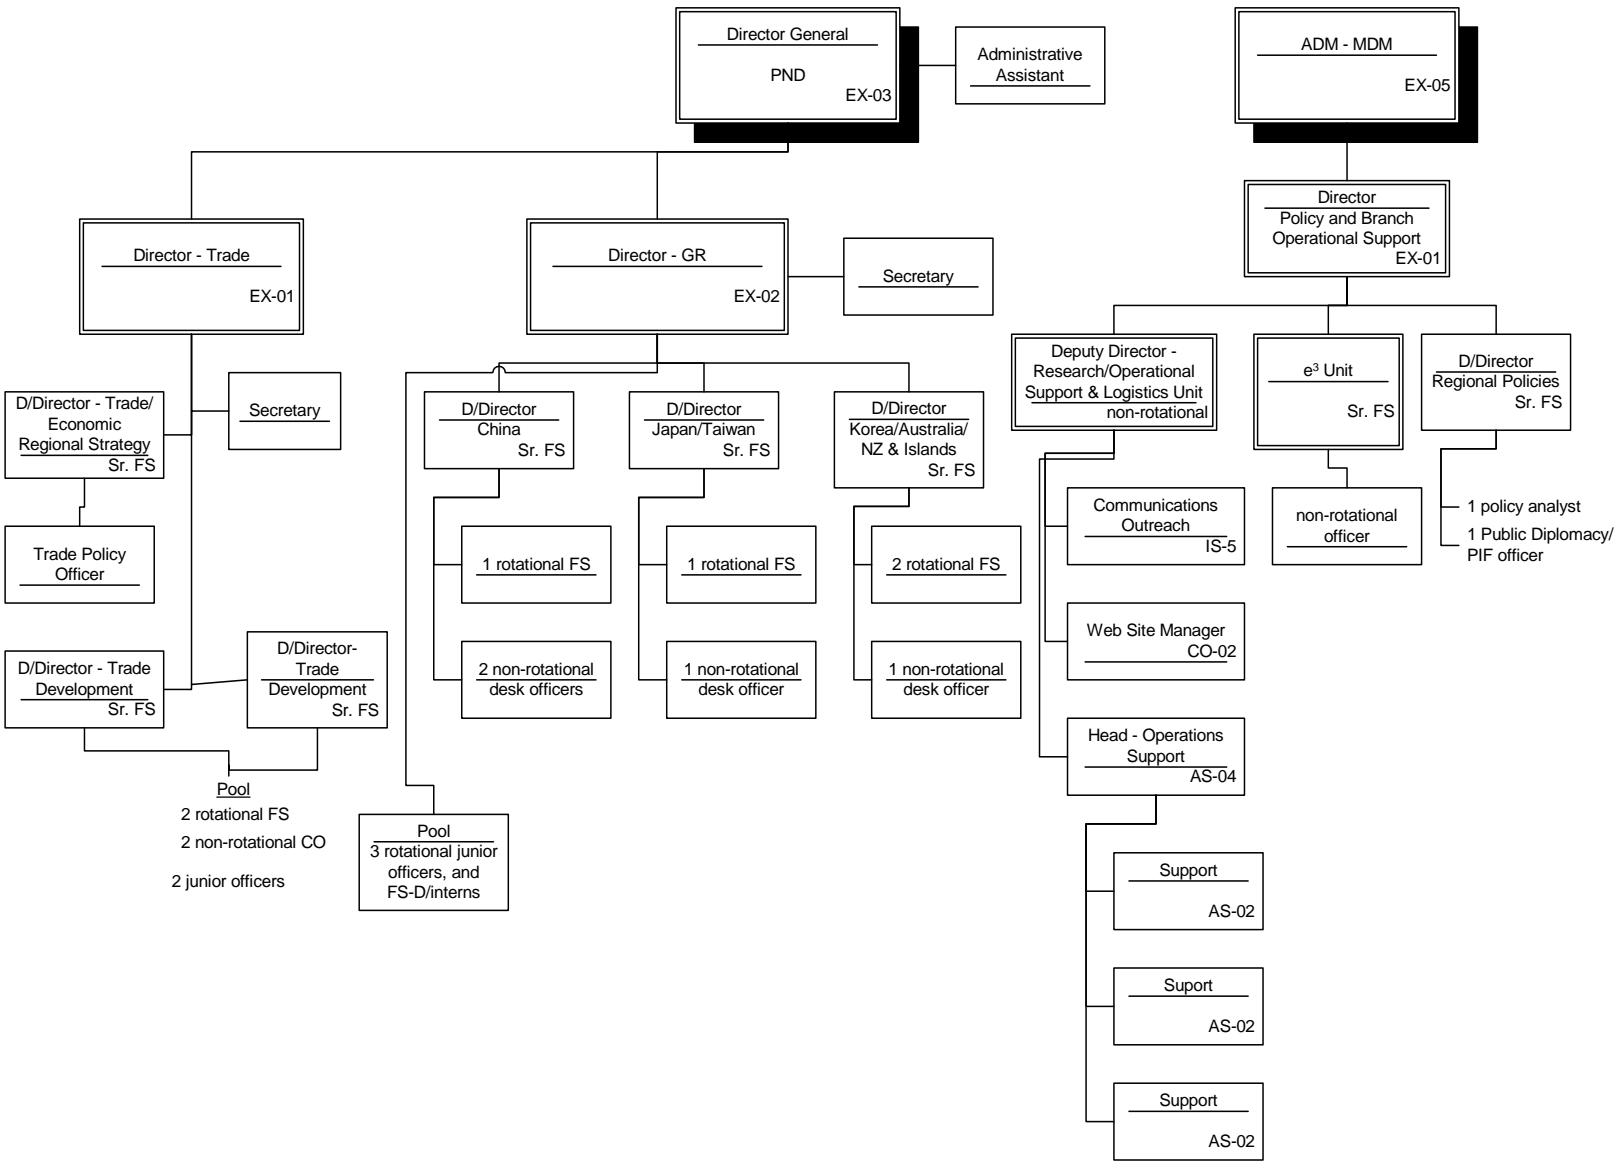 Director General
PND
EX-03
Administrative
Assistant
ADM - MDM
EX-05
Director
Policy and Branch
Operational Support
EX-01
Director - Trade
EX-01
Director - GR
EX-02
Secretary
Deputy Director -
Research/Operational
Support & Logistics Unit
non-rotational
e³ Unit
Sr. FS
D/Director
Regional Policies
Sr. FS
D/Director - Trade/
Economic
Regional Strategy
Sr. FS
Secretary
D/Director
China
Sr. FS
D/Director
Japan/Taiwan
Sr. FS
D/Director
Korea/Australia/
NZ & Islands
Sr. FS
Trade Policy
Officer
1 rotational FS
1 rotational FS
2 rotational FS
Communications
Outreach
IS-5
non-rotational
officer
1 policy analyst
1 Public Diplomacy/
PIF officer
D/Director - Trade
Development
Sr. FS
D/Director-
Trade
Development
Sr. FS
2 non-rotational
desk officers
1 non-rotational
desk officer
1 non-rotational
desk officer
Web Site Manager
CO-02
Head - Operations
Support
AS-04
Pool
2 rotational FS
2 non-rotational CO
2 junior officers
Pool
3 rotational junior
officers, and
FS-D/interns
Support
AS-02
Suport
AS-02
Support
AS-02